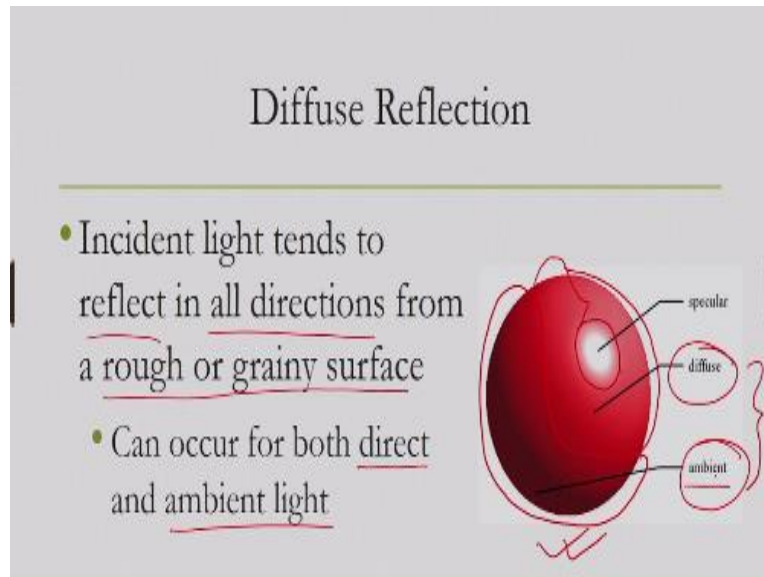 Diffuse Reflection
• Incident light tends to
reflect in all directions from
a rough or grainy surface
• Can occur for both direct
and ambient light
specular
diffuse
ambient